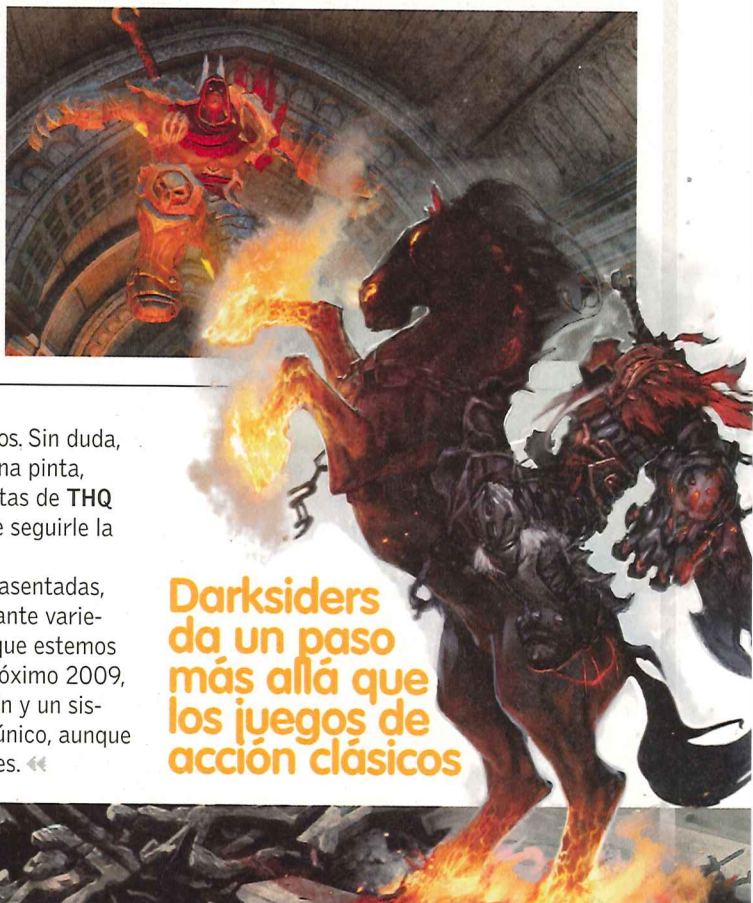 os. Sin duda,
na pinta,
tas de THQ
e seguirle la
asentadas,
ante varie-
que estemos
óximo 2009,
n y un sis-
único, aunque
es. «
Darksiders
da un paso
más allá que
los juegos de
acción clásicos